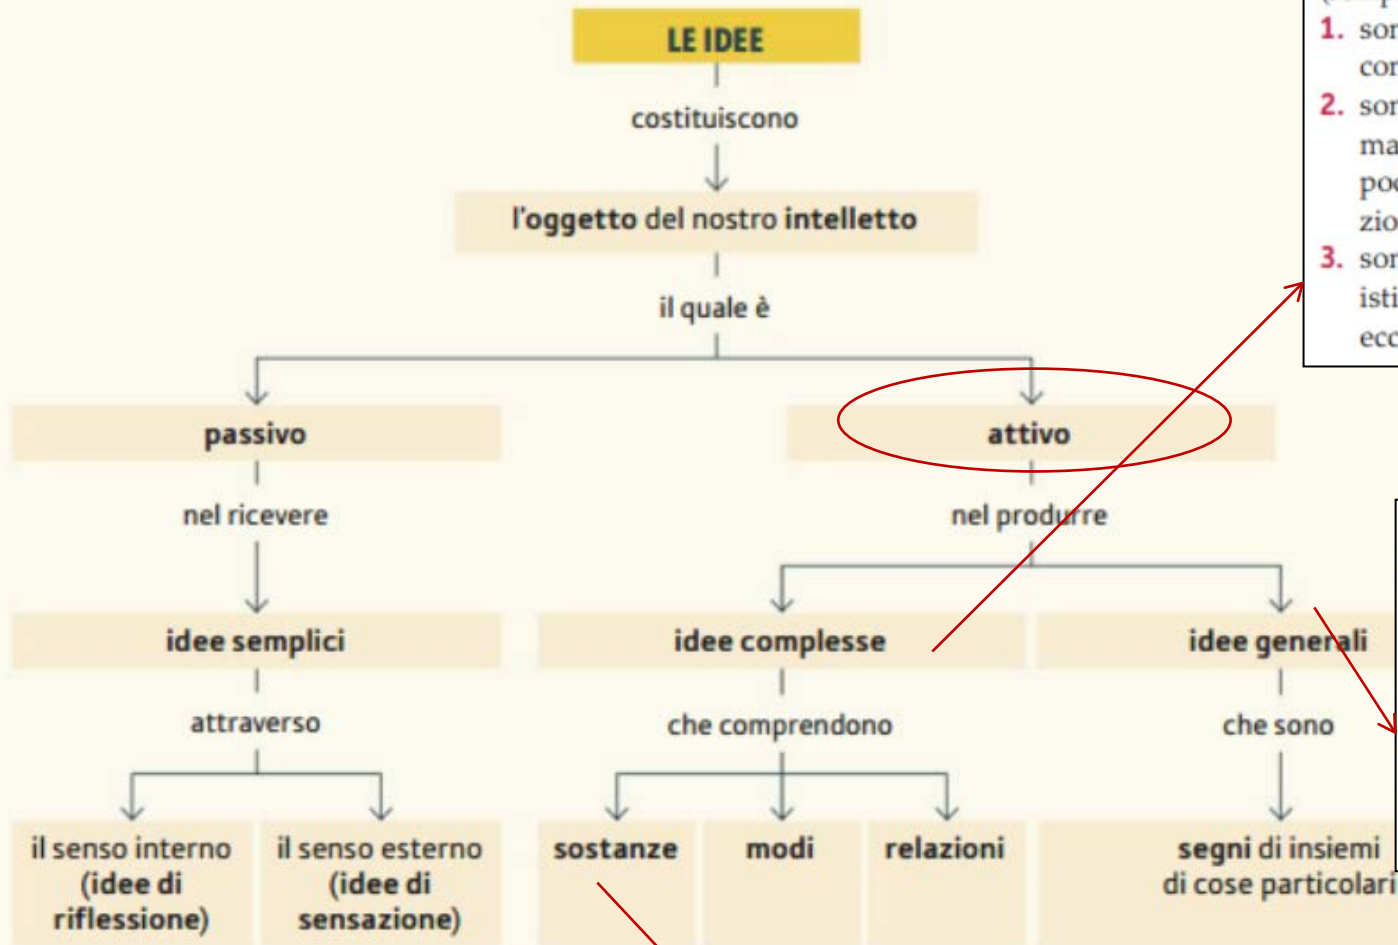 LE IDEE
costituiscono
l'oggetto del nostro intelletto
il quale è
passivo
attivo
nel ricevere
nel produrre
idee semplici
idee complesse
idee generali
attraverso
che comprendono
che sono
il senso interno
(idee di
riflessione)
il senso esterno
(idee di
sensazione)
sostanze
modi
relazioni
segni di insiemi
di cose particolari
1.
2.
3.